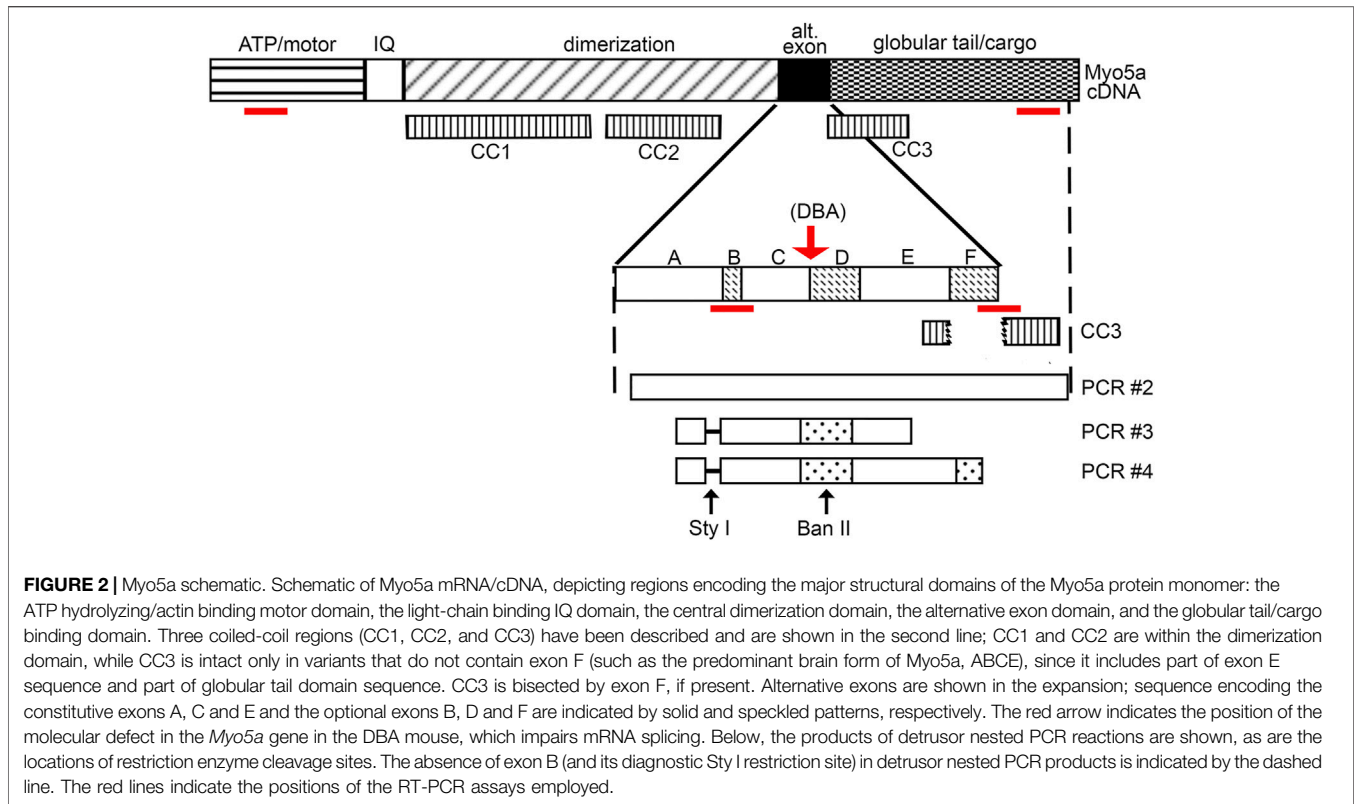 ATP/motor IQ dimerization alt. exon globular tail/cargo
Myo5a cDNA
CC1 CC2 CC3
(DBA)
A B C D E F
CC3
PCR #2
PCR #3
PCR #4
Sty I Ban II
FIGURE 2 | Myo5a schematic. Schematic of Myo5a mRNA/cDNA, depicting regions encoding the major structural domains of the Myo5a protein monomer: the
ATP hydrolyzing/actin binding motor domain, the light-chain binding IQ domain, the central dimerization domain, the alternative exon domain, and the globular tail/cargo
binding domain. Three coiled-coil regions (CC1, CC2, and CC3) have been described and are shown in the second line; CC1 and CC2 are within the dimerization
domain, while CC3 is intact only in variants that do not contain exon F (such as the predominant brain form of Myo5a, ABCE), since it includes part of exon E
sequence and part of globular tail domain sequence. CC3 is bisected by exon F, if present. Alternative exons are shown in the expansion; sequence encoding the
constitutive exons A, C and E and the optional exons B, D and F are indicated by solid and speckled patterns, respectively. The red arrow indicates the position of the
molecular defect in the Myo5a gene in the DBA mouse, which impairs mRNA splicing. Below, the products of detrusor nested PCR reactions are shown, as are the
locations of restriction enzyme cleavage sites. The absence of exon B (and its diagnostic Sty I restriction site) in detrusor nested PCR products is indicated by the dashed
line. The red lines indicate the positions of the RT-PCR assays employed.